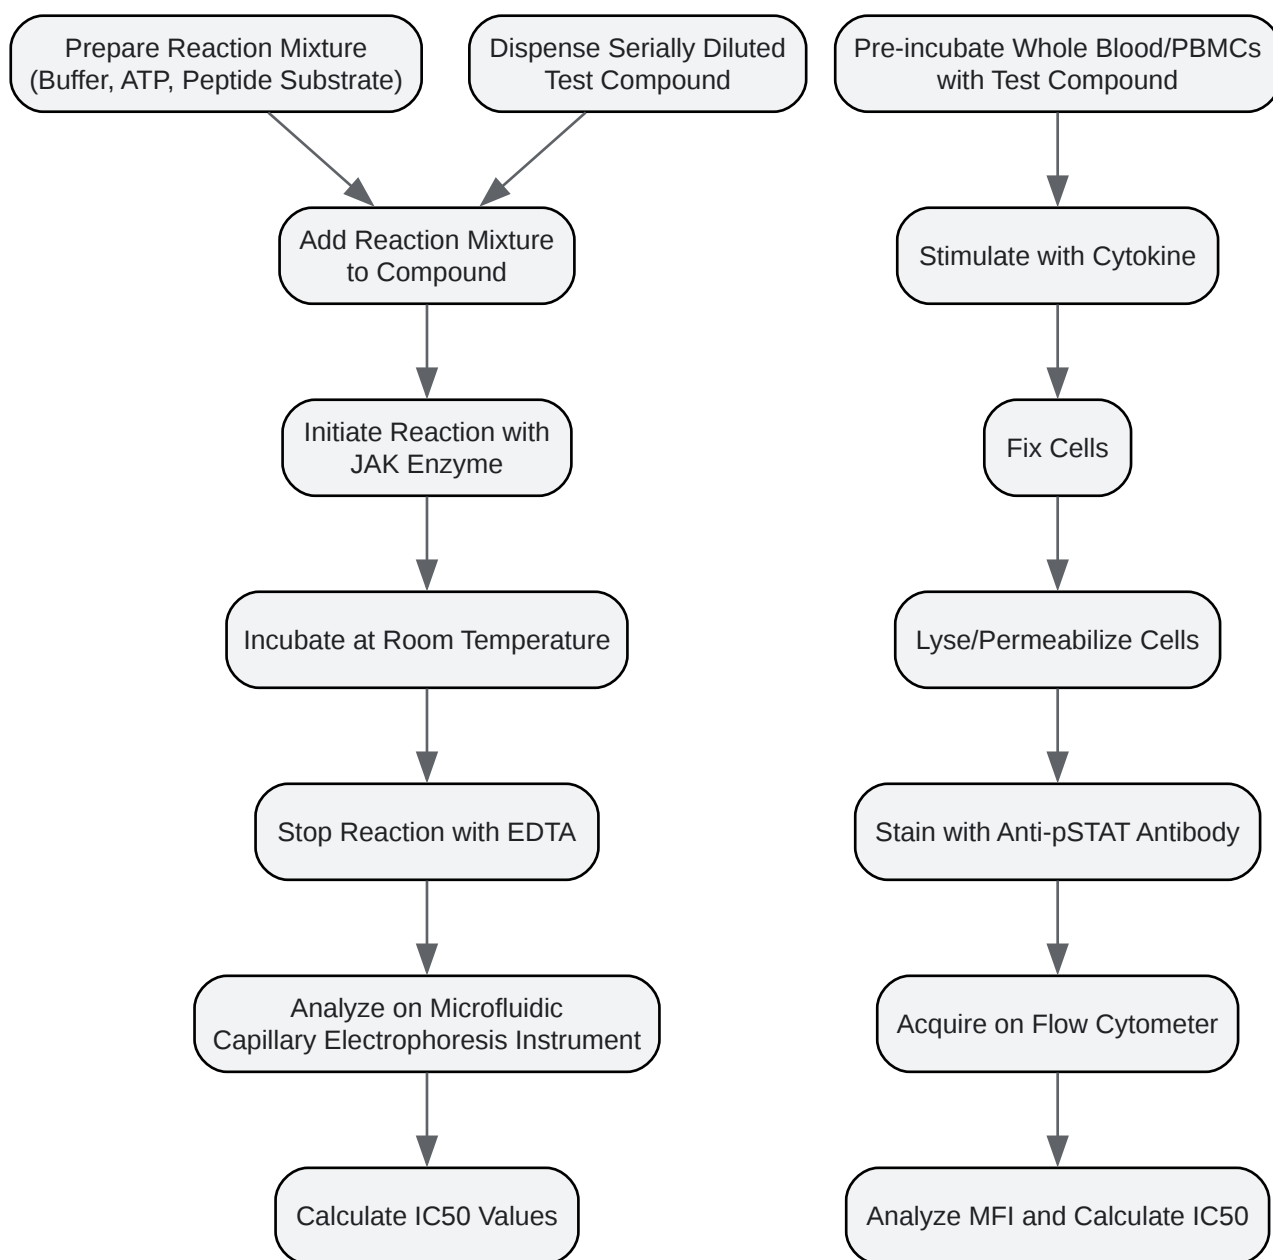 Prepare Reaction Mixture
(Buffer, ATP, Peptide Substrate)
Dispense Serially Diluted
Test Compound
Add Reaction Mixture
to Compound
Initiate Reaction with
JAK Enzyme
Incubate at Room Temperature
Stop Reaction with EDTA
Analyze on Microfluidic
Capillary Electrophoresis Instrument
Calculate IC50 Values
Pre-incubate Whole Blood/PBMCs
with Test Compound
Stimulate with Cytokine
Fix Cells
Lyse/Permeabilize Cells
Stain with Anti-pSTAT Antibody
Acquire on Flow Cytometer
Analyze MFI and Calculate IC50